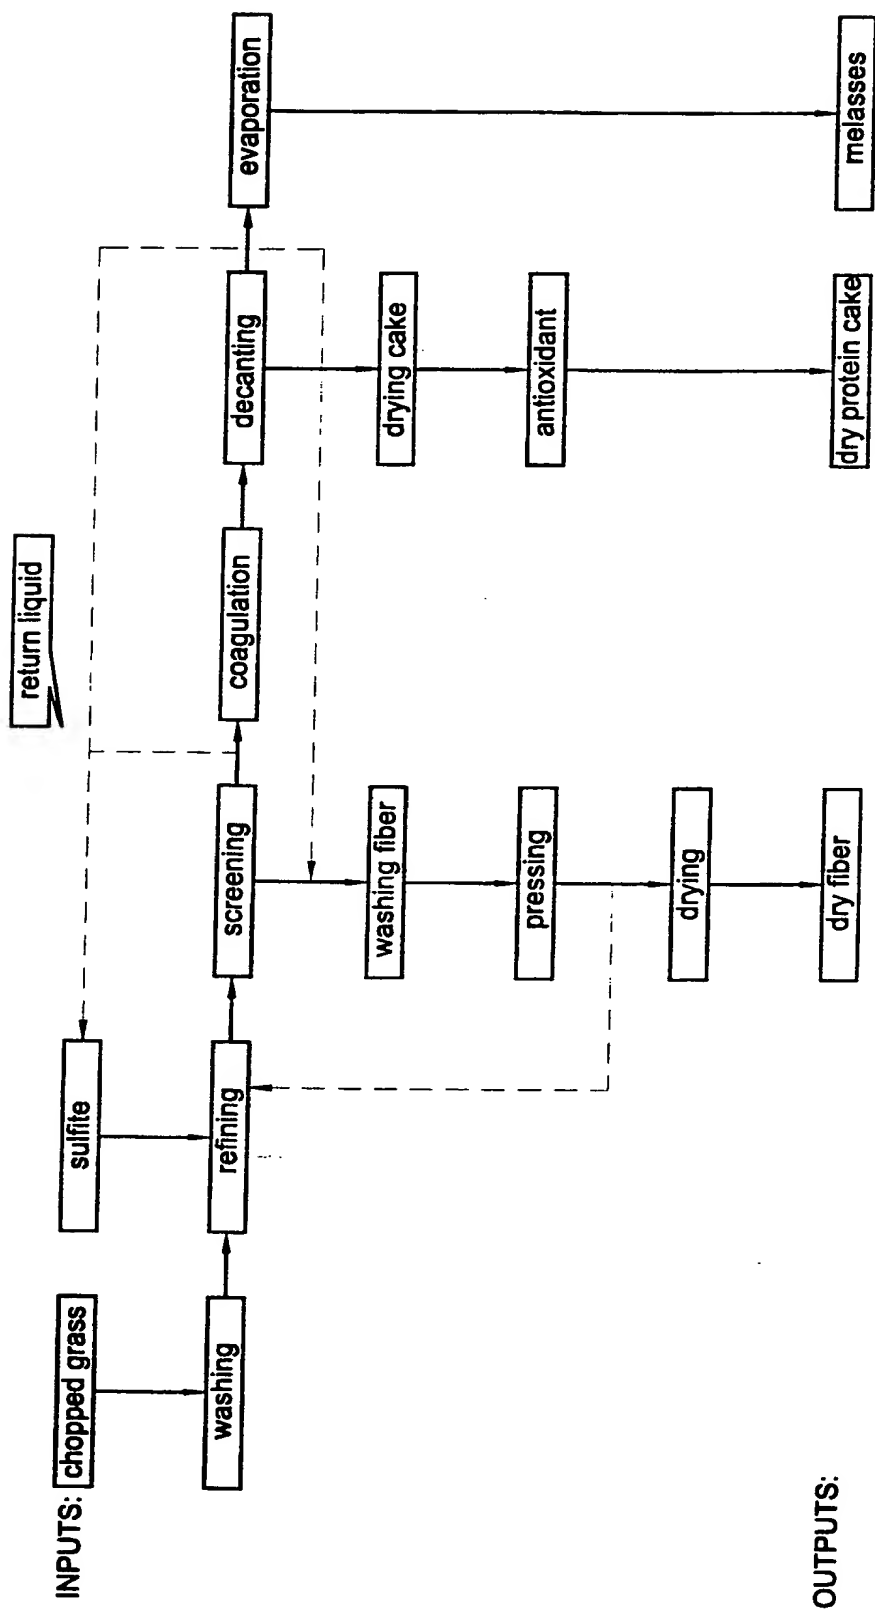 return liquid
INPUTS:
chopped grass
sulfite
washing
refining
screening
coagulation
decanting
evaporation
washing fiber
drying cake
pressing
antioxidant
drying
OUTPUTS:
dry fiber
dry protein cake
melasses